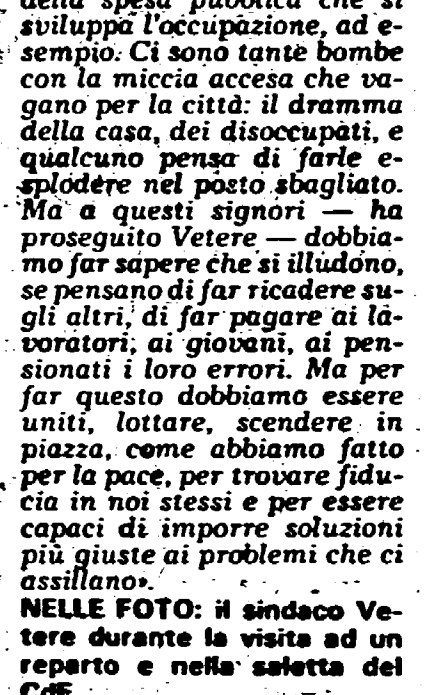 della spesa pubblica che si
sviluppa l'occupazione, ad e-
sempio. Ci sono tante bombe
con la miccia accesa che va-
gano per la città: il dramma
della casa, dei disoccupati, e
qualcuno pensa di farle e-
splodere nel posto sbagliato.
Ma a questi signori — ha
proseguito Vetere — dobbia-
mo far sapere che si illudono,
se pensano di far ricadere su-
gli altri, di far pagare ai la-
voratori, ai giovani, ai pen-
sionati i loro errori. Ma per
far questo dobbiamo essere
uniti, lottare, scendere in
piazza, come abbiamo fatto
per la pace, per trovare fidu-
cia in noi stessi e per essere
capaci di imporre soluzioni
più giuste ai problemi che ci
assillano».
NELLE FOTO: il sindaco Ve-
tere durante la visita ad un
reparto e nella saletta del
CdF